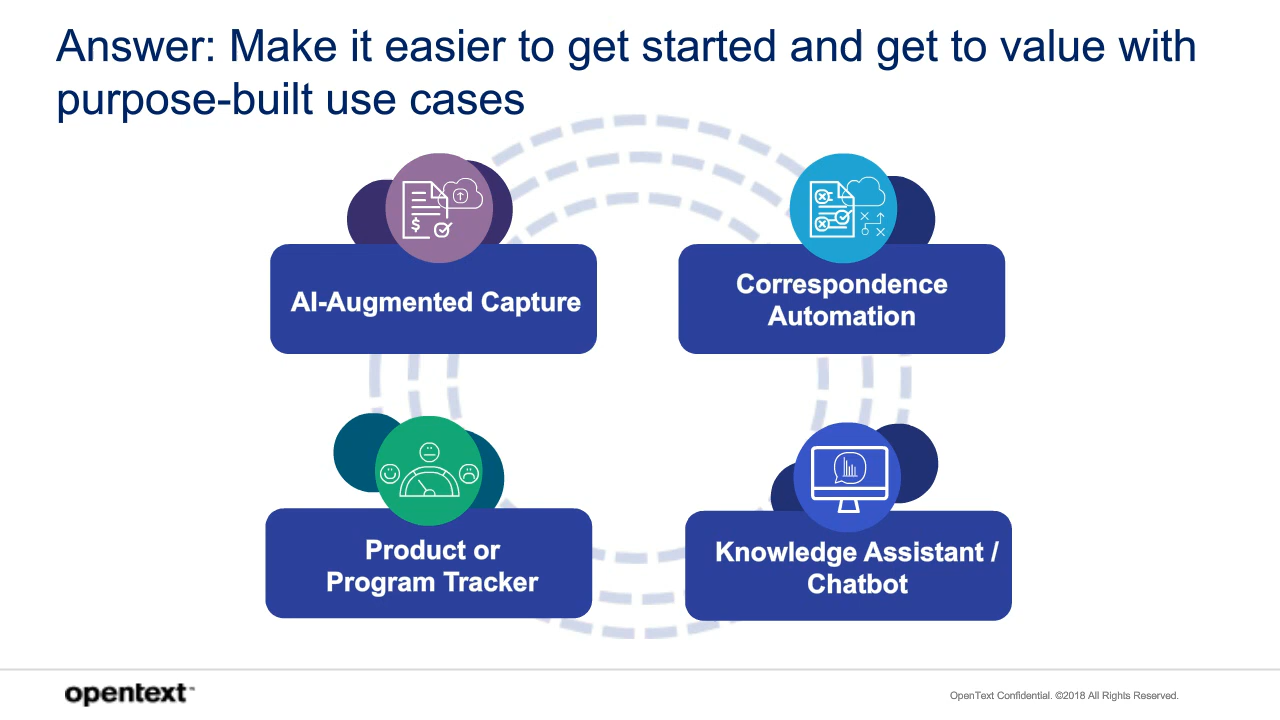 Answer: Make it easier to get started and get to value with
purpose-built use cases
$
AI-Augmented Capture
Correspondence
Automation
Product or
Program Tracker
Knowledge Assistant /
Chatbot
opentext™
OpenText Confidential. ©2018 All Rights Reserved.